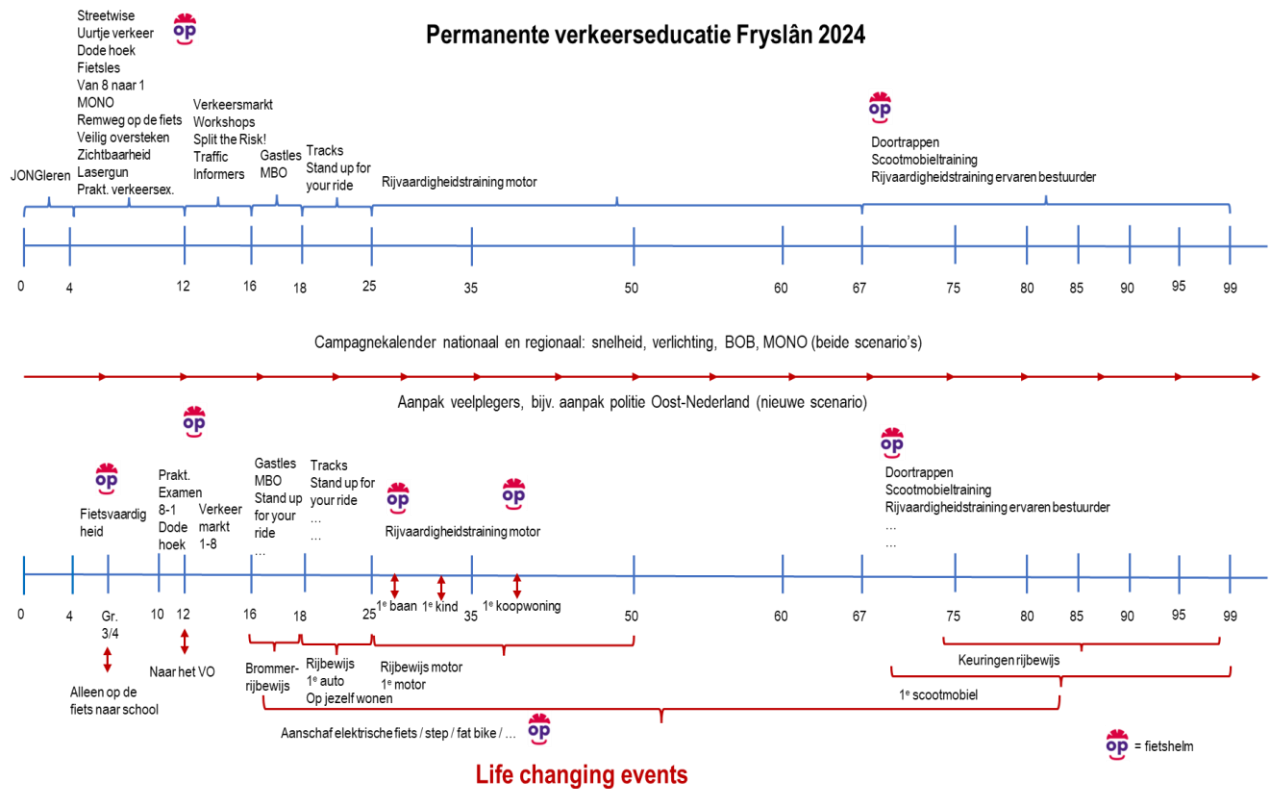 Permanente verkeerseducatie Fryslân 2024
Streetwise
Uurtje verkeer
Dode hoek
Fietsles
Van 8 naar 1
MONO
Remweg op de fiets
Veilig oversteken
Zichtbaarheid
Lasergun
Prakt. verkeersex.
op
JONGleren
Verkeersmarkt
Workshops
Split the Risk!
Traffic
Informers
Gastles
MBO
Tracks
Stand up for
your ride
Rijvaardigheidstraining motor
op
Doortrappen
Scootmobieltraining
Rijvaardigheidstraining ervaren bestuurder
0 4 12 16 18 25 35 50 60 67 75 80 85 90 95 99
Campagnekalender nationaal en regionaal: snelheid, verlichting, BOB, MONO (beide scenario's)
Aanpak veelplegers, bijv. aanpak politie Oost-Nederland (nieuwe scenario)
op
Fietsvaardig
heid
op
Prakt.
Examen
8-1
Dode
hoek
Verkeer
markt
1-8
Gastles
MBO
Stand up
for your
ride
...
Tracks
Stand up for
your ride
...
...
op
op
Rijvaardigheidstraining motor
op
Doortrappen
Scootmobieltraining
Rijvaardigheidstraining ervaren bestuurder
...
...
0 4 Gr. 3/4 10 12 16 18 25 35 50 60 67 75 80 85 90 95 99
1e baan
1e kind
1e koopwoning
Alleen op de
fiets naar school
Naar het VO
Brommer-
rijbewijs
Rijbewijs
1e auto
Op jezelf wonen
Rijbewijs motor
1e motor
Keuringen rijbewijs
1e scootmobiel
Aanschaf elektrische fiets / step / fat bike / ...
op
op = fietshelm
Life changing events